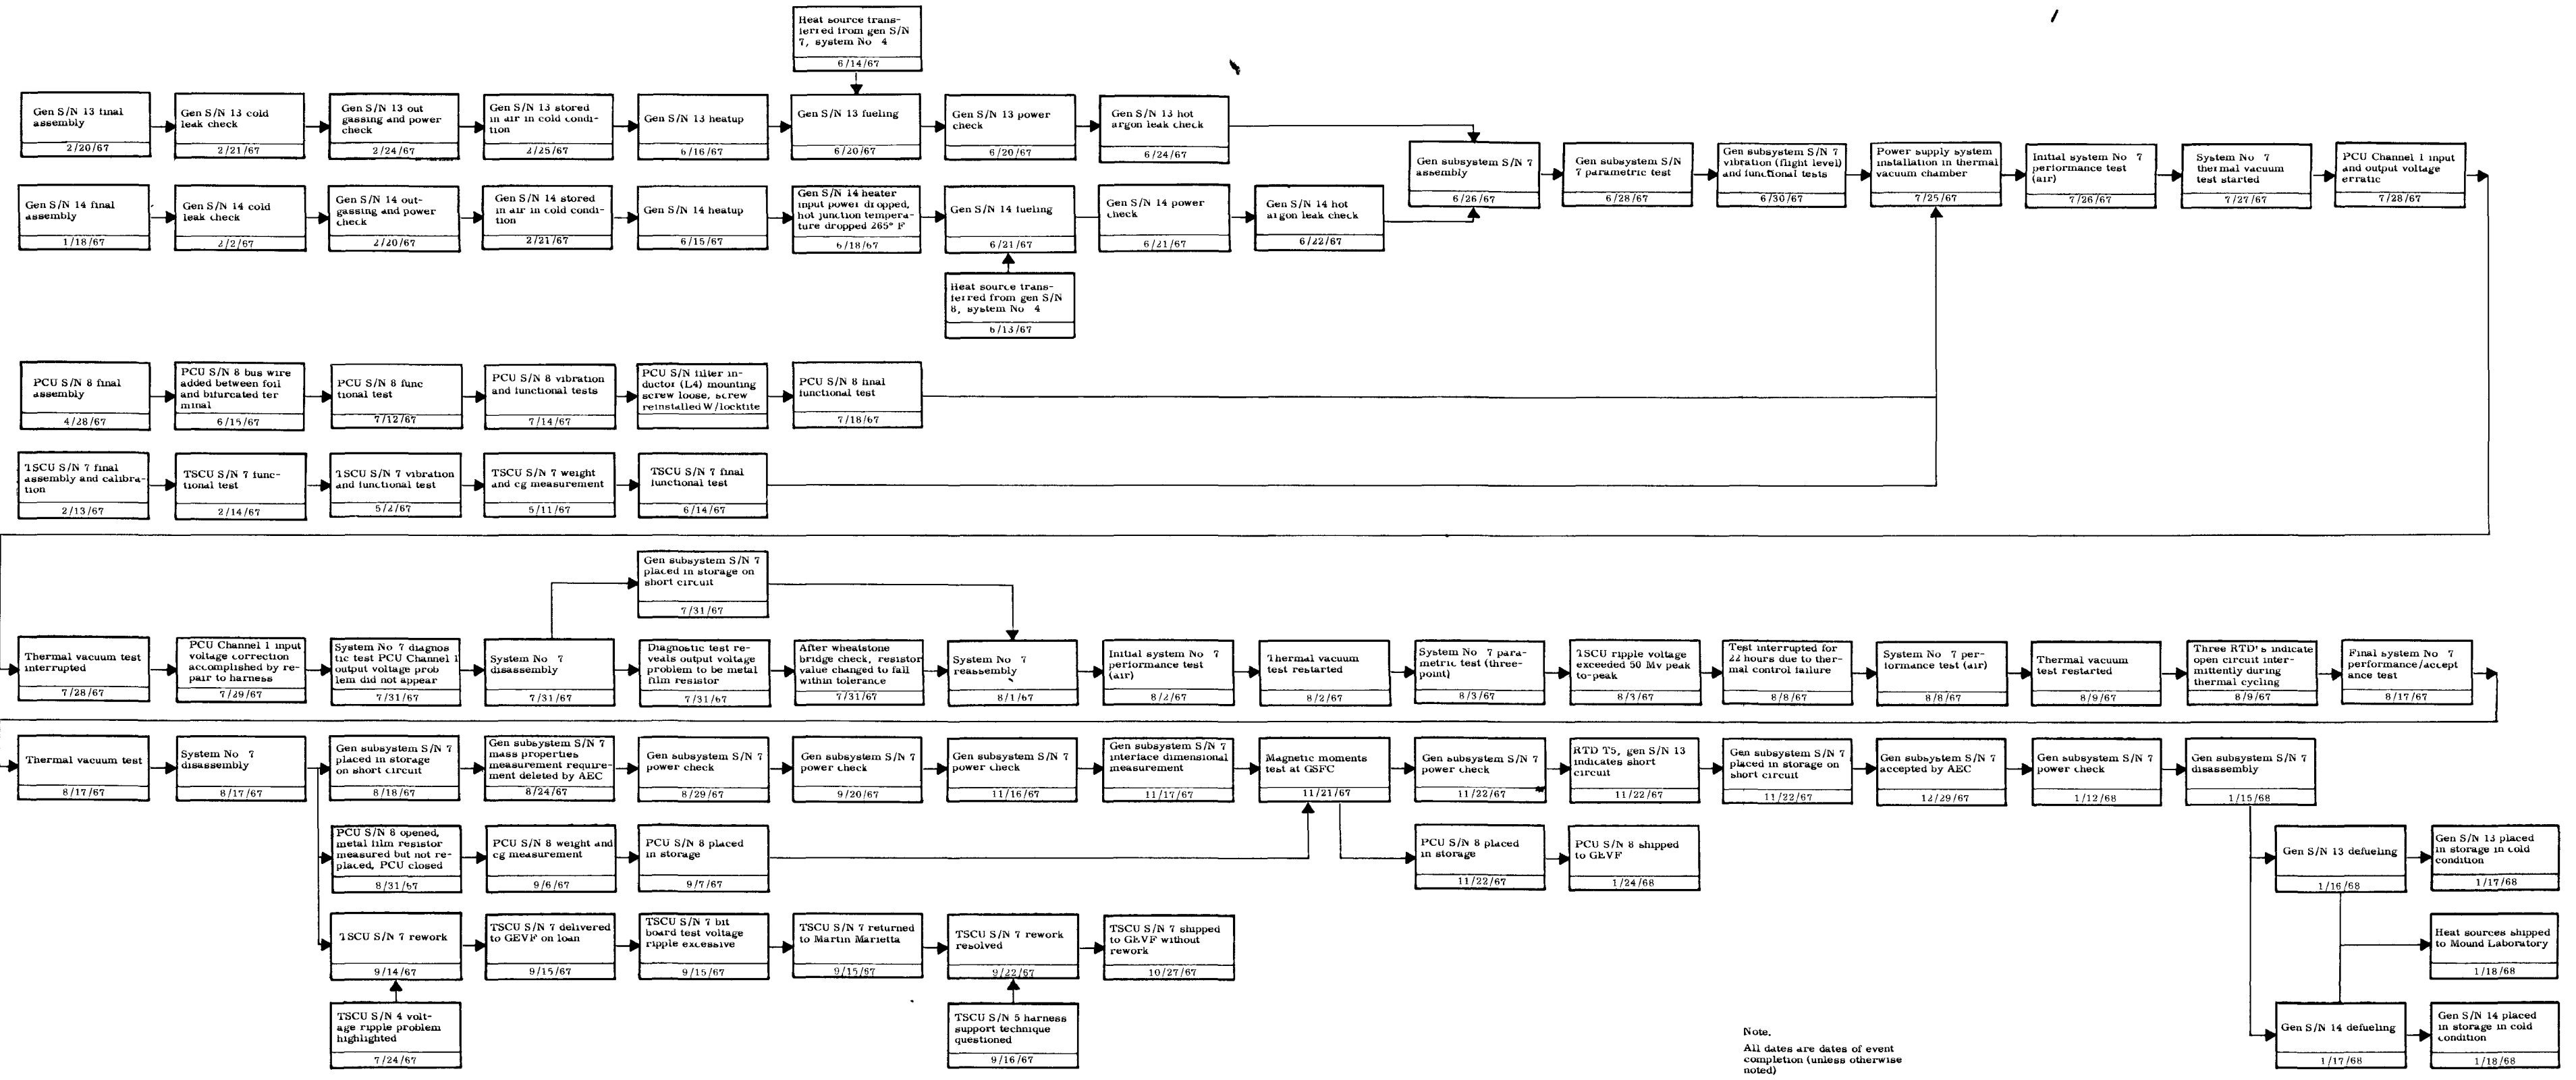 Heat source trans-
ferred from gen S/N
7, system No 4
6/14/67
Gen S/N 13 final
assembly
2/20/67
Gen S/N 13 cold
leak check
2/21/67
Gen S/N 13 out
gassing and power
check
2/24/67
Gen S/N 13 stored
in air in cold condi-
tion
2/25/67
Gen S/N 13 heatup
6/16/67
Gen S/N 13 fueling
6/20/67
Gen S/N 13 power
check
6/20/67
Gen S/N 13 hot
argon leak check
6/24/67
Gen S/N 14 final
assembly
1/18/67
Gen S/N 14 cold
leak check
2/2/67
Gen S/N 14 out-
gassing and power
check
2/20/67
Gen S/N 14 stored
in air in cold condi-
tion
2/21/67
Gen S/N 14 heatup
6/15/67
Gen S/N 14 heater
input power dropped,
hot junction tempera-
ture dropped 265° F
6/18/67
Gen S/N 14 fueling
6/21/67
Gen S/N 14 power
check
6/21/67
Gen S/N 14 hot
argon leak check
6/22/67
Heat source trans-
ferred from gen S/N
8, system No 4
6/13/67
Gen subsystem S/N 7
assembly
6/26/67
Gen subsystem S/N
7 parametric test
6/28/67
Gen subsystem S/N 7
vibration (flight level)
and functional tests
6/30/67
Power supply system
installation in thermal
vacuum chamber
7/25/67
Initial system No 7
performance test
(air)
7/26/67
System No 7
thermal vacuum
test started
7/27/67
PCU Channel 1 input
and output voltage
erratic
7/28/67
PCU S/N 8 final
assembly
4/28/67
PCU S/N 8 bus wire
added between foil
and bifurcated ter
minal
6/15/67
PCU S/N 8 func
tional test
7/12/67
PCU S/N 8 vibration
and functional tests
7/14/67
PCU S/N filter in-
ductor (L4) mounting
screw loose, screw
reinstalled W/locktite
PCU S/N 8 final
functional test
7/18/67
TSCU S/N 7 final
assembly and calibra-
tion
2/13/67
TSCU S/N 7 func-
tional test
2/14/67
TSCU S/N 7 vibration
and functional test
5/2/67
TSCU S/N 7 weight
and cg measurement
5/11/67
TSCU S/N 7 final
functional test
6/14/67
Gen subsystem S/N 7
placed in storage on
short circuit
7/31/67
Thermal vacuum test
interrupted
7/28/67
PCU Channel 1 input
voltage correction
accomplished by re-
pair to harness
7/29/67
System No 7 diagnos
tic test PCU Channel 1
output voltage prob
lem did not appear
7/31/67
System No 7
disassembly
7/31/67
Diagnostic test re-
veals output voltage
problem to be metal
film resistor
7/31/67
After wheatstone
bridge check, resistor
value changed to fall
within tolerance
7/31/67
System No 7
reassembly
8/1/67
Initial system No 7
performance test
(air)
8/2/67
Thermal vacuum
test restarted
8/2/67
System No 7 para-
metric test (three-
point)
8/3/67
TSCU ripple voltage
exceeded 50 Mv peak
to-peak
8/3/67
Test interrupted for
22 hours due to ther-
mal control failure
8/8/67
System No 7 per-
formance test (air)
8/8/67
Thermal vacuum
test restarted
8/9/67
Three RTD's indicate
open circuit inter-
mittently during
thermal cycling
8/9/67
Final system No 7
performance/accept
ance test
8/17/67
Thermal vacuum test
8/17/67
System No 7
disassembly
8/17/67
Gen subsystem S/N 7
placed in storage
on short circuit
8/18/67
Gen subsystem S/N 7
mass properties
measurement require-
ment deleted by AEC
8/24/67
Gen subsystem S/N 7
power check
8/29/67
Gen subsystem S/N 7
power check
9/20/67
Gen subsystem S/N 7
power check
11/16/67
Gen subsystem S/N 7
interface dimensional
measurement
11/17/67
Magnetic moments
test at GSFC
11/21/67
Gen subsystem S/N 7
power check
11/22/67
RTD T5, gen S/N 13
indicates short
circuit
11/22/67
Gen subsystem S/N 7
placed in storage on
short circuit
11/22/67
Gen subsystem S/N 7
accepted by AEC
12/29/67
Gen subsystem S/N 7
power check
1/12/68
Gen subsystem S/N 7
disassembly
1/15/68
PCU S/N 8 opened,
metal film resistor
measured but not re-
placed, PCU closed
8/31/67
PCU S/N 8 weight and
cg measurement
9/6/67
PCU S/N 8 placed
in storage
9/7/67
PCU S/N 8 placed
in storage
11/22/67
PCU S/N 8 shipped
to GEVF
1/24/68
Gen S/N 13 defueling
1/16/68
Gen S/N 13 placed
in storage in cold
condition
1/17/68
TSCU S/N 7 rework
9/14/67
TSCU S/N 7 delivered
to GEVF on loan
9/15/67
TSCU S/N 7 bit
board test voltage
ripple excessive
9/15/67
TSCU S/N 7 returned
to Martin Marietta
9/15/67
TSCU S/N 7 rework
resolved
9/22/67
TSCU S/N 7 shipped
to GEVF without
rework
10/27/67
Heat sources shipped
to Mound Laboratory
1/18/68
TSCU S/N 4 volt-
age ripple problem
highlighted
7/24/67
TSCU S/N 5 harness
support technique
questioned
9/16/67
Gen S/N 14 defueling
1/17/68
Gen S/N 14 placed
in storage in cold
condition
1/18/68
Note.
All dates are dates of event
completion (unless otherwise
noted)